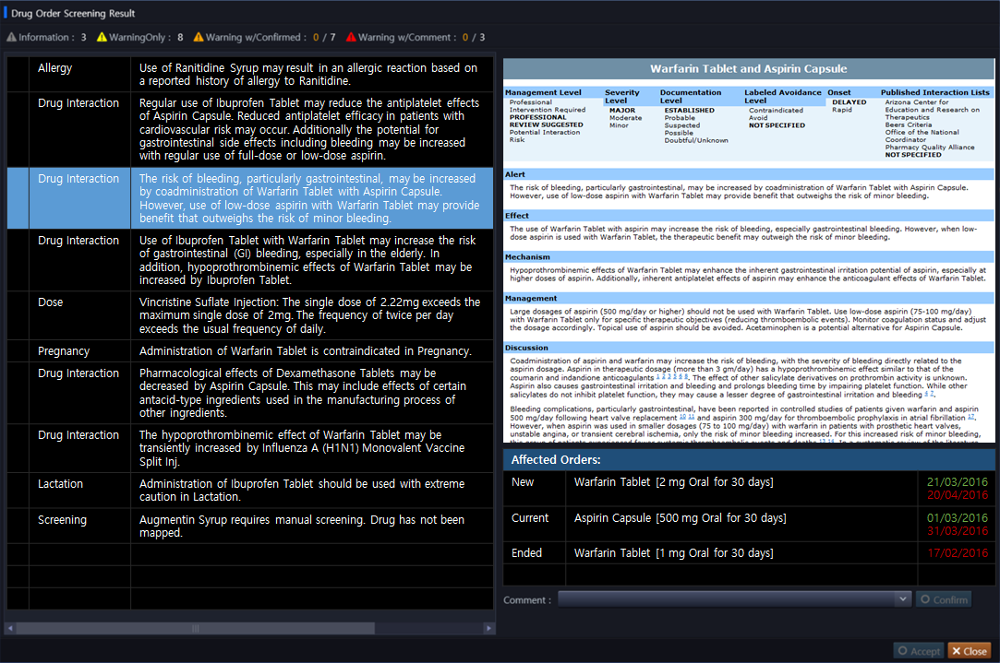 Drug Order Screening Result
Information : 3 WarningOnly : 8 Warning w/Confirmed : 0 / 7 Warning w/Comment : 0 / 3
Allergy
Use of Ranitidine Syrup may result in an allergic reaction based on
a reported history of allergy to Ranitidine.
Drug Interaction
Regular use of Ibuprofen Tablet may reduce the antiplatelet effects
of Aspirin Capsule. Reduced antiplatelet efficacy in patients with
cardiovascular risk may occur. Additionally the potential for
gastrointestinal side effects including bleeding may be increased
with regular use of full-dose or low-dose aspirin.
Drug Interaction
The risk of bleeding, particularly gastrointestinal, may be increased
by coadministration of Warfarin Tablet with Aspirin Capsule.
However, use of low-dose aspirin with Warfarin Tablet may provide
benefit that outweighs the risk of minor bleeding.
Drug Interaction
Use of Ibuprofen Tablet with Warfarin Tablet may increase the risk
of gastrointestinal (GI) bleeding, especially in the elderly. In
addition, hypoprothrombinemic effects of Warfarin Tablet may be
increased by Ibuprofen Tablet.
Dose
Vincristine Suflate Injection: The single dose of 2.22mg exceeds the
maximum single dose of 2mg. The frequency of twice per day
exceeds the usual frequency of daily.
Pregnancy
Administration of Warfarin Tablet is contraindicated in Pregnancy.
Drug Interaction
Pharmacological effects of Dexamethasone Tablets may be
decreased by Aspirin Capsule. This may include effects of certain
antacid-type ingredients used in the manufacturing process of
other ingredients.
Drug Interaction
The hypoprothrombinemic effect of Warfarin Tablet may be
transiently increased by Influenza A (H1N1) Monovalent Vaccine
Split Inj.
Lactation
Administration of Ibuprofen Tablet should be used with extreme
caution in Lactation.
Screening
Augmentin Syrup requires manual screening. Drug has not been
mapped.
Warfarin Tablet and Aspirin Capsule
Management Level
Professional
Intervention Required
PROFESSIONAL
REVIEW SUGGESTED
Potential Interaction
Risk
Severity
Level
MAJOR
Moderate
Minor
Documentation
Level
ESTABLISHED
Probable
Suspected
Possible
Doubtful/Unknown
Labeled Avoidance
Level
Contraindicated
Avoid
NOT SPECIFIED
Onset
DELAYED
Rapid
Published Interaction Lists
Arizona Center for
Education and Research on
Therapeutics
Beers Criteria
Office of the National
Coordinator
Pharmacy Quality Alliance
NOT SPECIFIED
Alert
The risk of bleeding, particularly gastrointestinal, may be increased by coadministration of Warfarin Tablet with Aspirin Capsule.
However, use of low-dose aspirin with Warfarin Tablet may provide benefit that outweighs the risk of minor bleeding.
Effect
The use of Warfarin Tablet with aspirin may increase the risk of bleeding, especially gastrointestinal bleeding. However, when low-
dose aspirin is used with Warfarin Tablet, the therapeutic benefit may outweigh the risk of minor bleeding.
Mechanism
Hypoprothrombinemic effects of Warfarin Tablet may enhance the inherent gastrointestinal irritation potential of aspirin, especially at
higher doses of aspirin. Additionally, inherent antiplatelet effects of aspirin may enhance the anticoagulant effects of Warfarin Tablet.
Management
Large dosages of aspirin (500 mg/day or higher) should not be used with Warfarin Tablet. Use low-dose aspirin (75-100 mg/day)
with Warfarin Tablet only for specific therapeutic objectives (reducing thromboembolic events). Monitor coagulation status and adjust
the dosage accordingly. Topical use of aspirin should be avoided. Acetaminophen is a potential alternative for Aspirin Capsule.
Discussion
Coadministration of aspirin and warfarin may increase the risk of bleeding, with the severity of bleeding directly related to the
aspirin dosage. Aspirin in therapeutic dosage (more than 3 gm/day) has a hypoprothrombinemic effect similar to that of the
coumarin and indandione anticoagulants 1 2 3 5 6 8. The effect of other salicylate derivatives on prothrombin activity is unknown.
Aspirin also causes gastrointestinal irritation and bleeding and prolongs bleeding time by impairing platelet function. While other
salicylates do not inhibit platelet function, they may cause a lesser degree of gastrointestinal irritation and bleeding 4 7.
Bleeding complications, particularly gastrointestinal, have been reported in controlled studies of patients given warfarin and aspirin
500 mg/day following heart valve replacement 10 11 and aspirin 300 mg/day for thromboembolic prophylaxis in atrial fibrillation 12.
However, when aspirin was used in smaller dosages (75 to 100 mg/day) with warfarin in patients with prosthetic heart valves,
unstable angina, or transient cerebral ischemia, only the risk of minor bleeding increased. For this increased risk of minor bleeding,
Affected Orders:
New Warfarin Tablet [2 mg Oral for 30 days] 21/03/2016
20/04/2016
Current Aspirin Capsule [500 mg Oral for 30 days] 01/03/2016
31/03/2016
Ended Warfarin Tablet [1 mg Oral for 30 days] 17/02/2016
Comment : Confirm
Accept Close